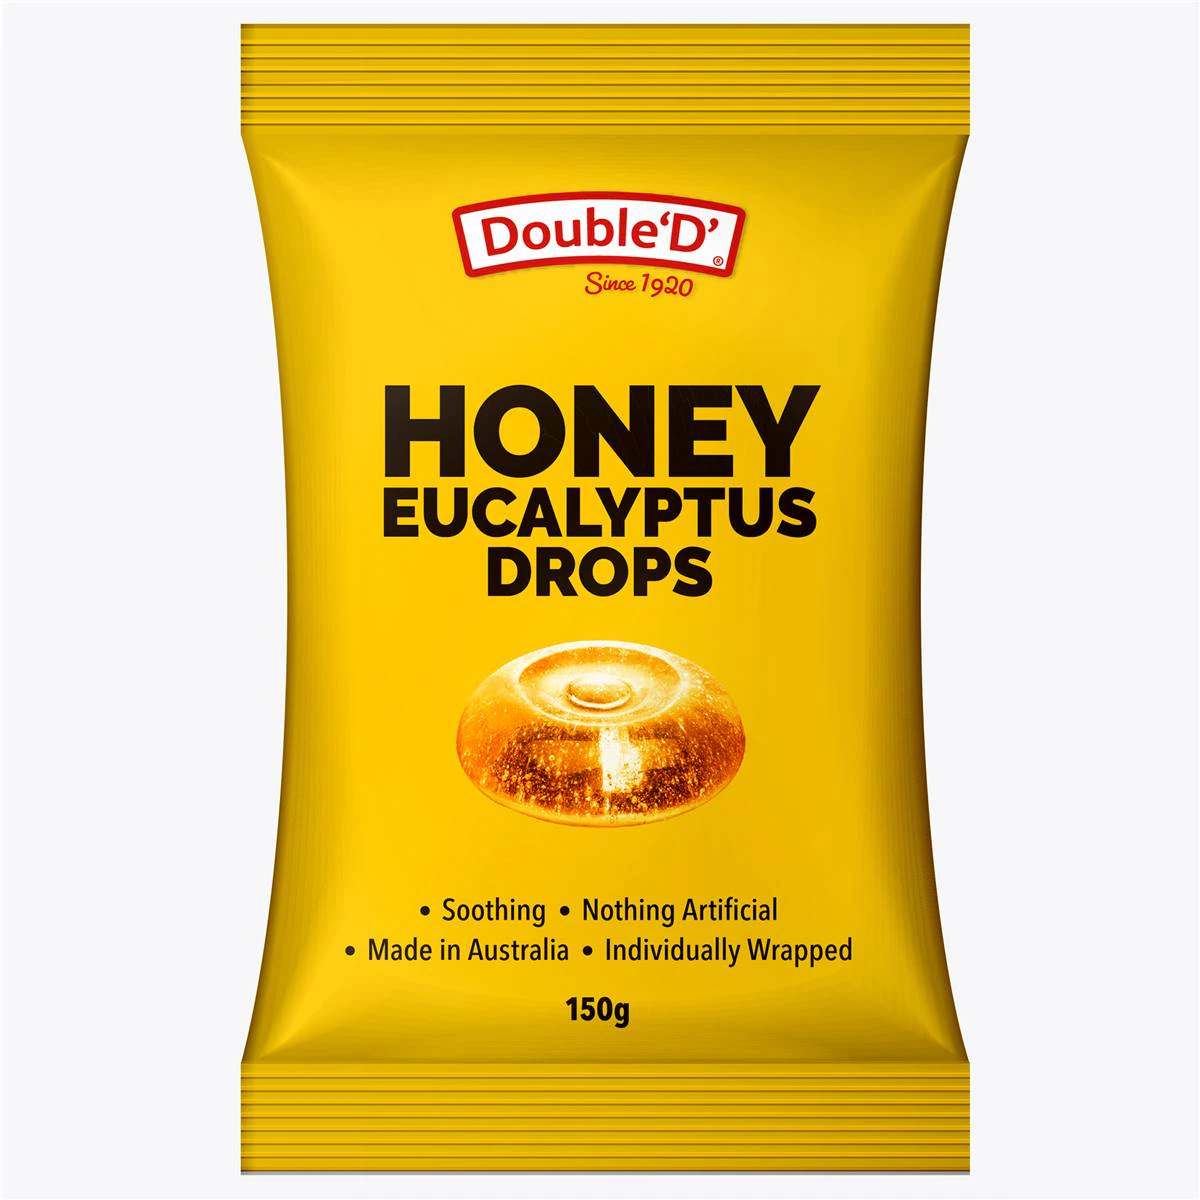 Double‘D’®
Since 1920
HONEY
EUCALYPTUS
DROPS
• Soothing • Nothing Artificial
• Made in Australia • Individually Wrapped
150g